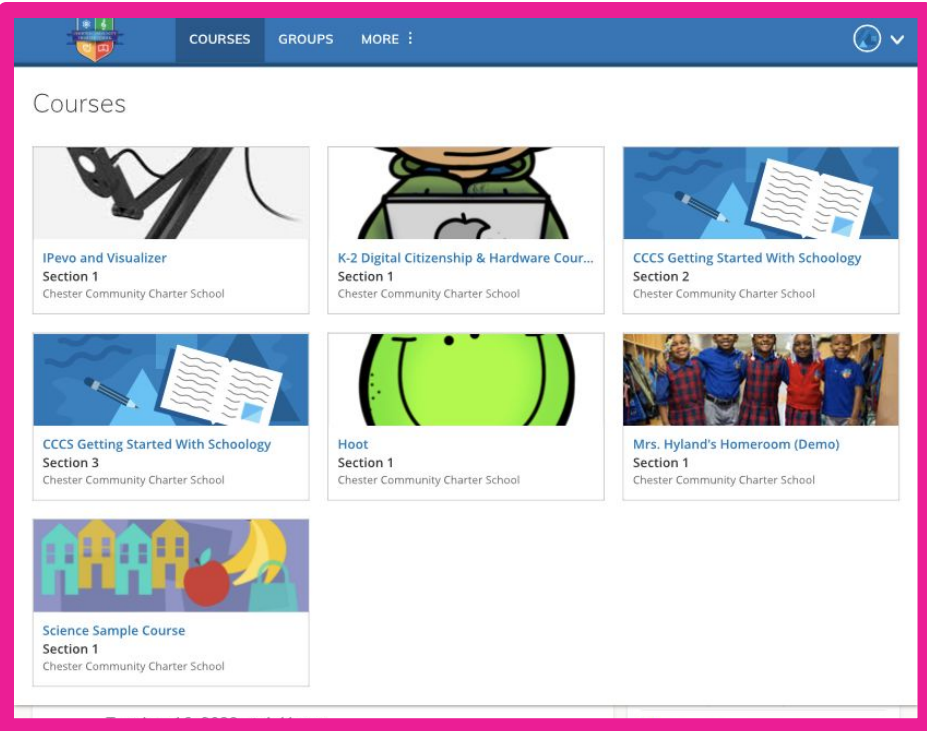 COURSES GROUPS MORE
Courses
IPevo and Visualizer
Section 1
Chester Community Charter School
K-2 Digital Citizenship & Hardware Cour...
Section 1
Chester Community Charter School
CCCS Getting Started With Schoology
Section 2
Chester Community Charter School
CCCS Getting Started With Schoology
Section 3
Chester Community Charter School
Hoot
Section 1
Chester Community Charter School
Mrs. Hyland's Homeroom (Demo)
Section 1
Chester Community Charter School
Science Sample Course
Section 1
Chester Community Charter School